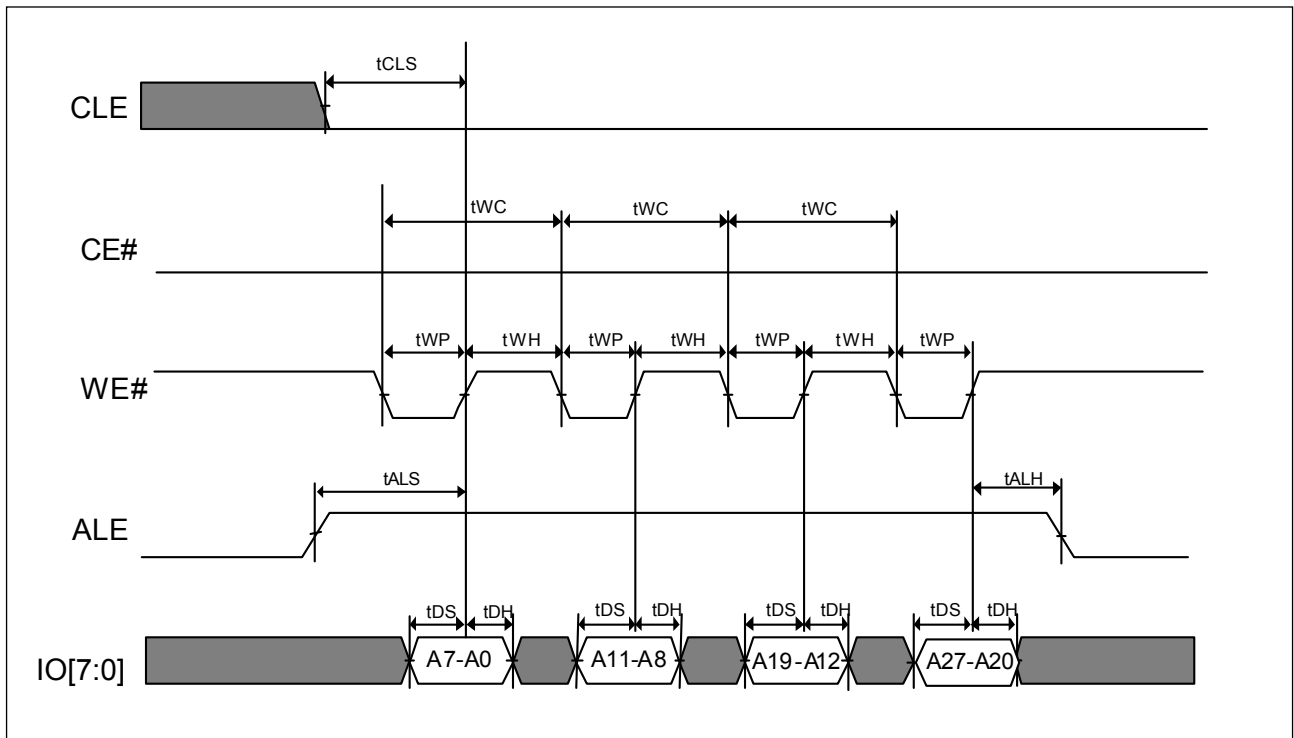 tCLS
CLE
tWC tWC tWC
CE#
tWP tWH tWP tWH tWP tWH tWP
WE#
tALS tALH
ALE
tDS tDH tDS tDH tDS tDH tDS tDH
IO[7:0] A7-A0 A11-A8 A19-A12 A27-A20